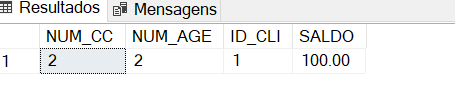 Resultados Mensagens
NUM_CC NUM_AGE ID_CLI SALDO
1 2 2 1 100.00